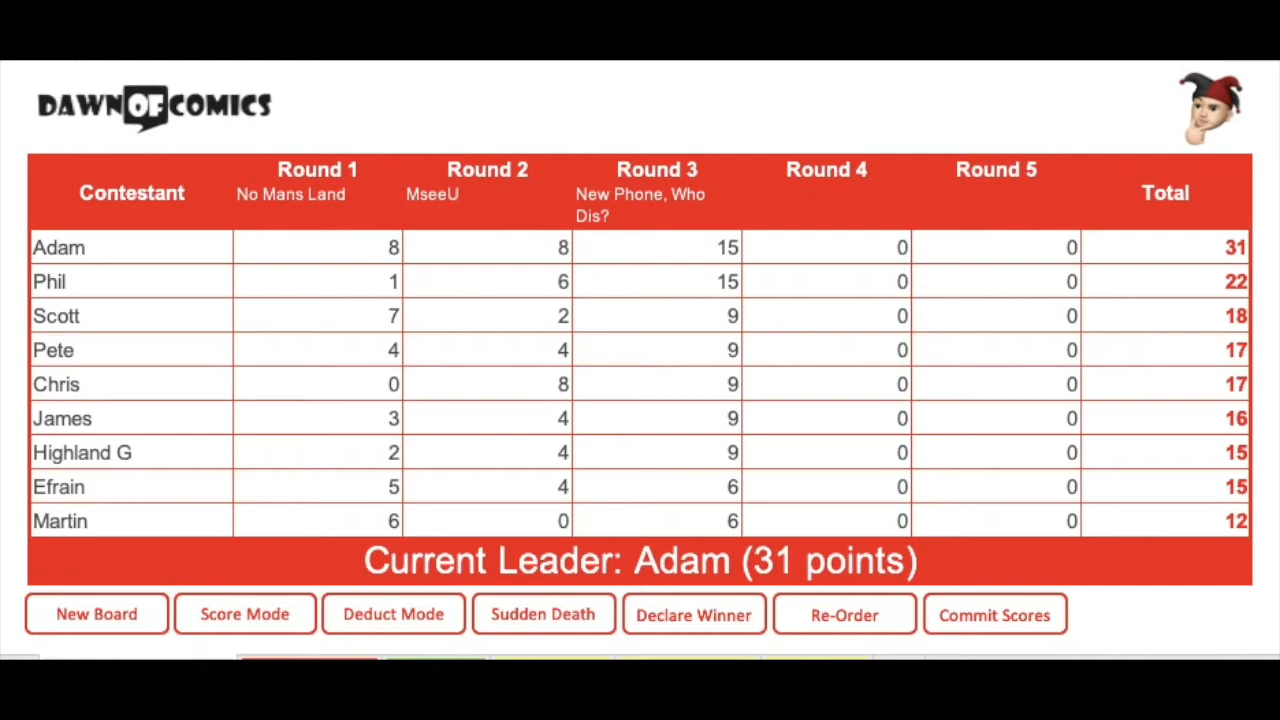 DAWN OF COMICS
Contestant Round 1 Round 2 Round 3 Round 4 Round 5 Total
No Mans Land MseeU New Phone, Who
Dis?
Adam 8 8 15 0 0 31
Phil 1 6 15 0 0 22
Scott 7 2 9 0 0 18
Pete 4 4 9 0 0 17
Chris 0 8 9 0 0 17
James 3 4 9 0 0 16
Highland G 2 4 9 0 0 15
Efrain 5 4 6 0 0 15
Martin 6 0 6 0 0 12
Current Leader: Adam (31 points)
New Board Score Mode Deduct Mode Sudden Death Declare Winner Re-Order Commit Scores